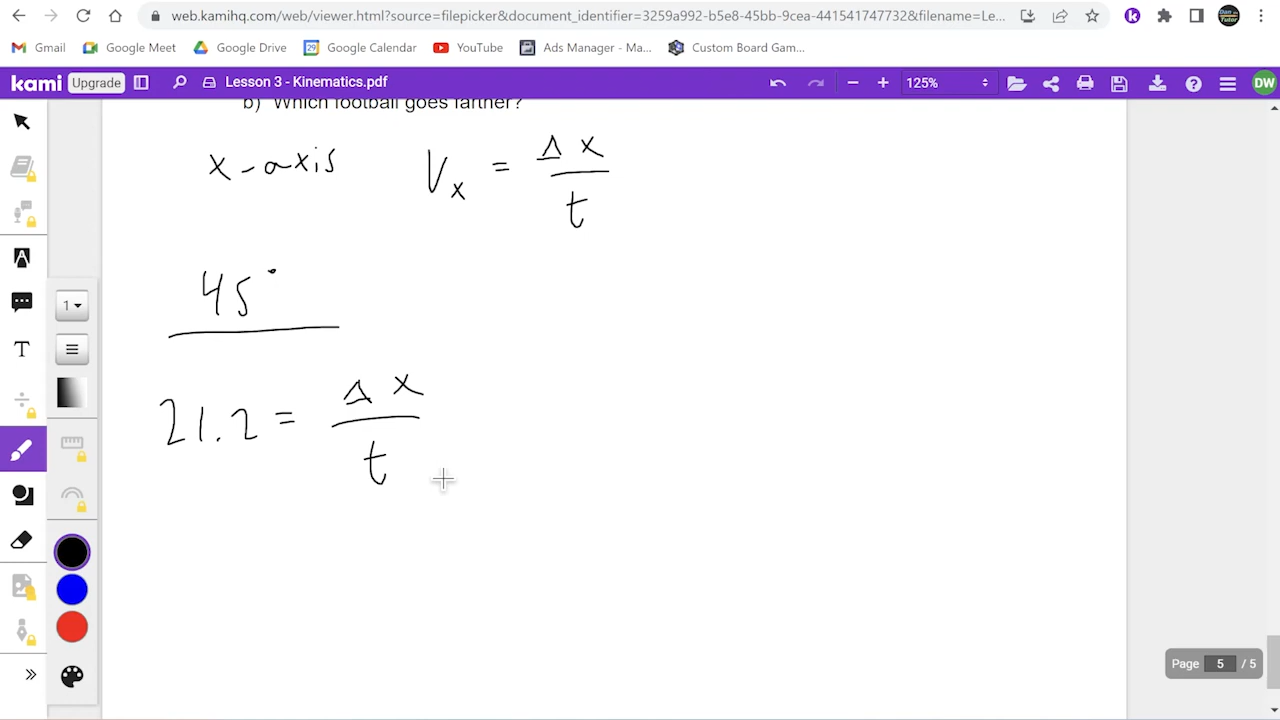 web.kamihq.com/web/viewer.html?source=filepicker&document_identifier=3259a992-b5e8-45bb-9cea-441541747732&filename=Le...
Gmail Google Meet Google Drive Google Calendar YouTube Ads Manager - Ma... Custom Board Gam...
kami Upgrade Lesson 3 - Kinematics.pdf 125% DW
b) Which football goes farther?
x-axis Vx = Δx / t
45°
21.2 = Δx / t
1
T
Page 5 / 5